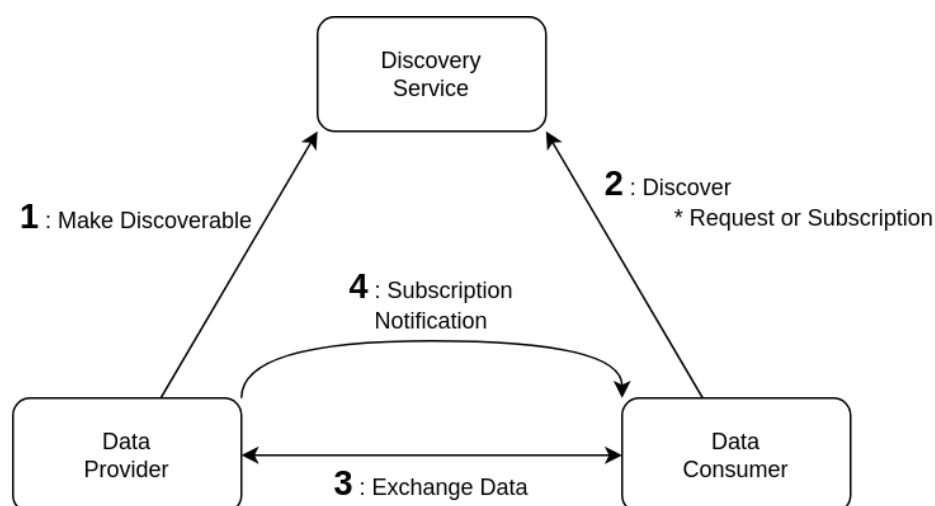 Discovery
Service
1 : Make Discoverable
2 : Discover
* Request or Subscription
4 : Subscription
Notification
Data
Provider
3 : Exchange Data
Data
Consumer